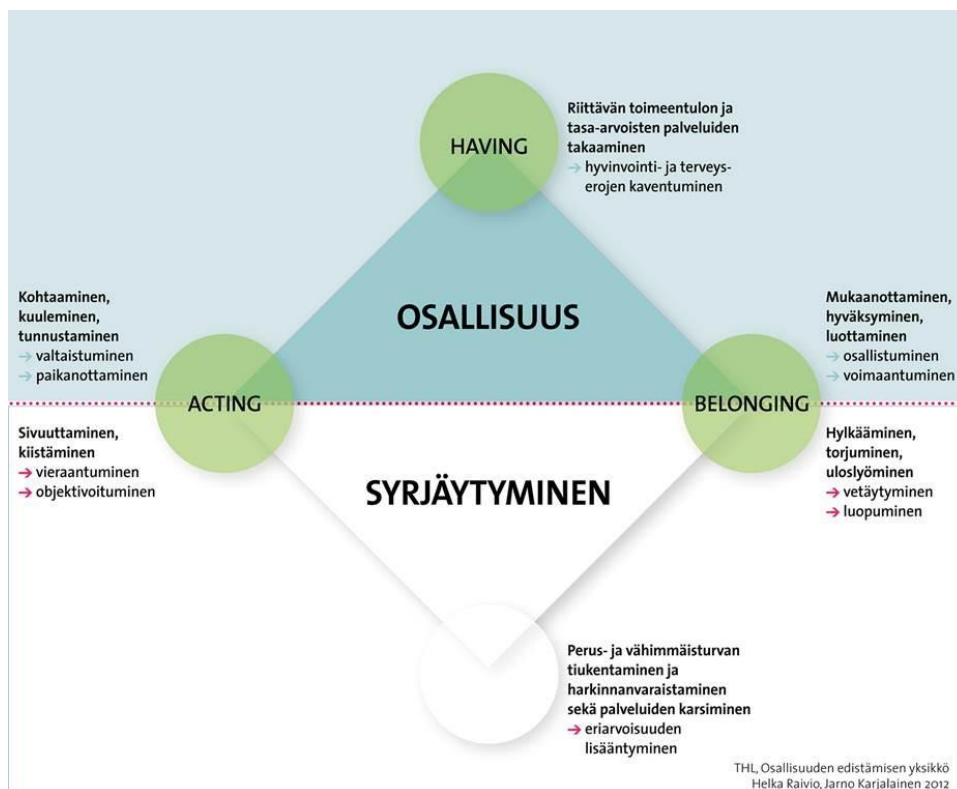 HAVING
Riittävän toimeentulon ja
tasa-arvoisten palveluiden
takaaminen
→ hyvinvointi- ja terveys-
erojen kaventuminen
OSALLISUUS
Kohtaaminen,
kuuleminen,
tunnustaminen
→ valtaistuminen
→ paikanottaminen
Mukaanottaminen,
hyväksyminen,
luottaminen
→ osallistuminen
→ voimaantuminen
ACTING
BELONGING
Sivuuttaminen,
kiistäminen
→ vieraantuminen
→ objektivoituminen
SYRJÄYTYMINEN
Hylkääminen,
torjuminen,
uloslyöminen
→ vetäytyminen
→ luopuminen
Perus- ja vähimmäisturvan
tiukentaminen ja
harkinnanvaraistaminen
sekä palveluiden karsiminen
→ eriarvoisuuden
lisääntyminen
THL, Osallisuuden edistämisen yksikkö
Helka Raivio, Jarno Karjalainen 2012